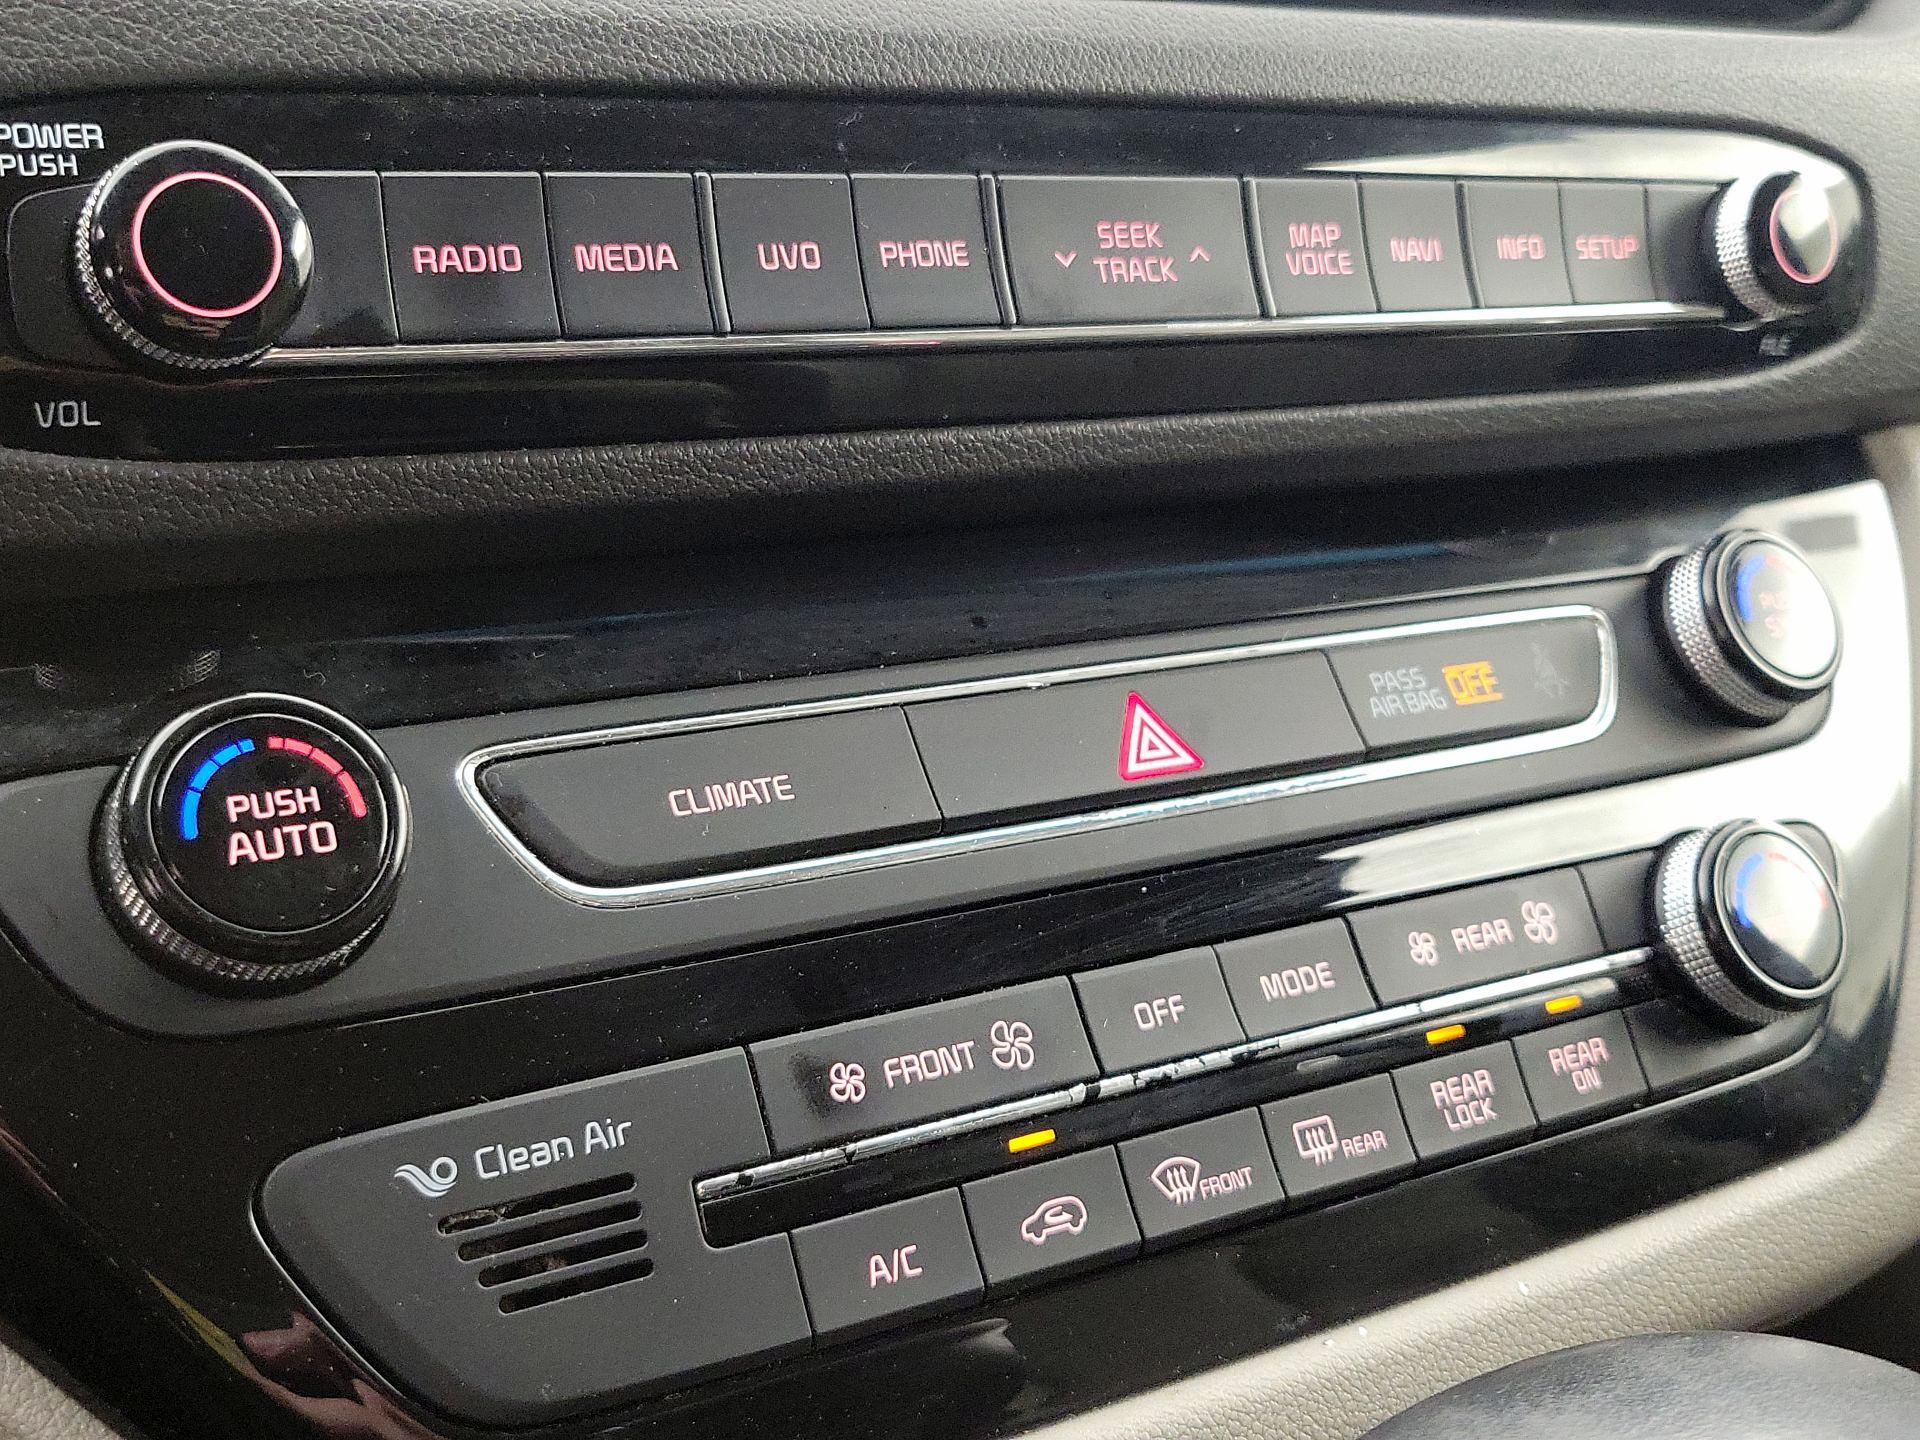 POWER
PUSH
RADIO
MEDIA
UVO
PHONE
SEEK
TRACK
MAP
VOICE
NAVI
INFO
SETUP
VOL
PUSH
AUTO
CLIMATE
PASS
AIR BAG OFF
FRONT
OFF
MODE
REAR
Clean Air
A/C
FRONT
REAR
REAR
LOCK
REAR
ON